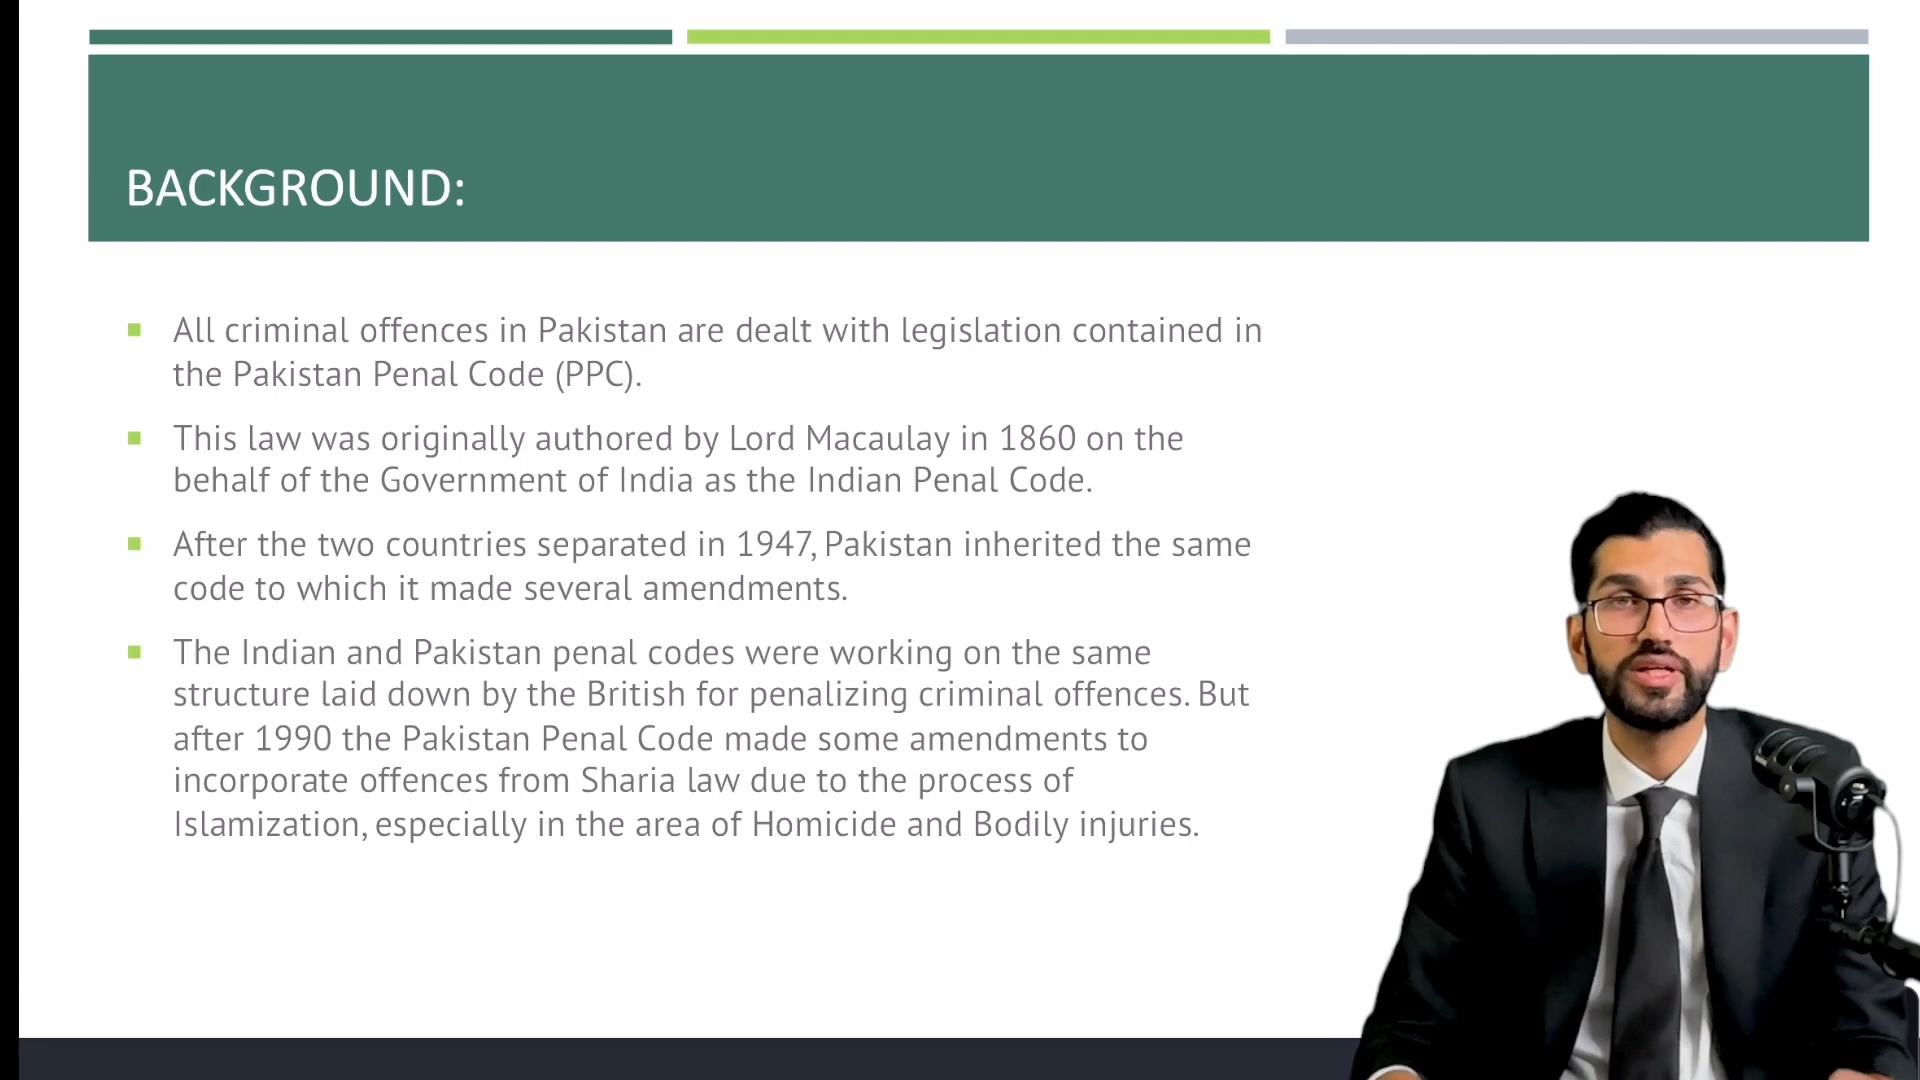 BACKGROUND:
All criminal offences in Pakistan are dealt with legislation contained in
the Pakistan Penal Code (PPC).
This law was originally authored by Lord Macaulay in 1860 on the
behalf of the Government of India as the Indian Penal Code.
After the two countries separated in 1947, Pakistan inherited the same
code to which it made several amendments.
The Indian and Pakistan penal codes were working on the same
structure laid down by the British for penalizing criminal offences. But
after 1990 the Pakistan Penal Code made some amendments to
incorporate offences from Sharia law due to the process of
Islamization, especially in the area of Homicide and Bodily injuries.